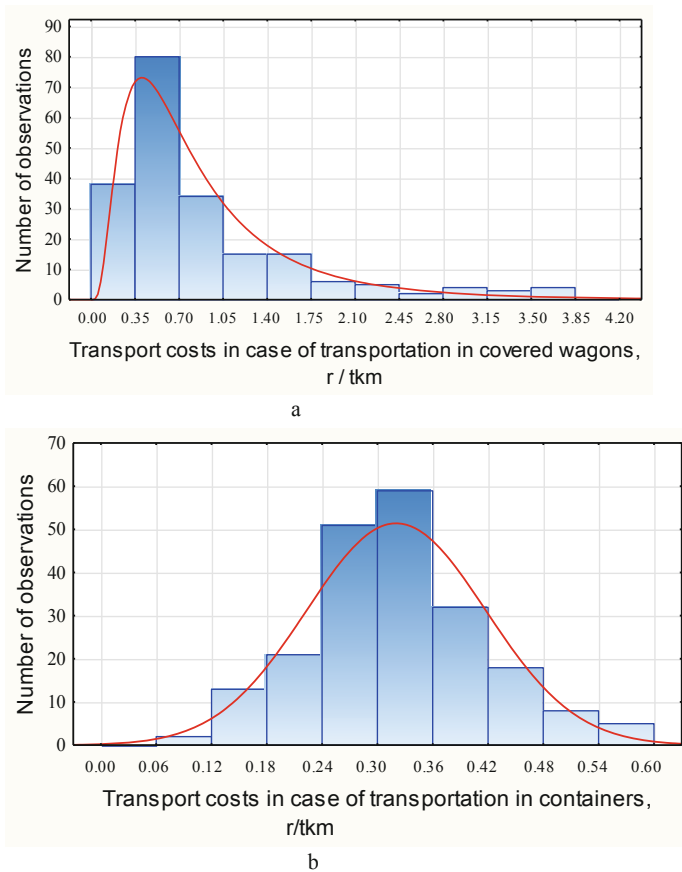 90
80
70
60
50
40
30
20
10
0
Number of observations
0.00 0.35 0.70 1.05 1.40 1.75 2.10 2.45 2.80 3.15 3.50 3.85 4.20
Transport costs in case of transportation in covered wagons,
r / tkm
a
70
60
50
40
30
20
10
0
Number of observations
0.00 0.06 0.12 0.18 0.24 0.30 0.36 0.42 0.48 0.54 0.60
Transport costs in case of transportation in containers,
r/tkm
b